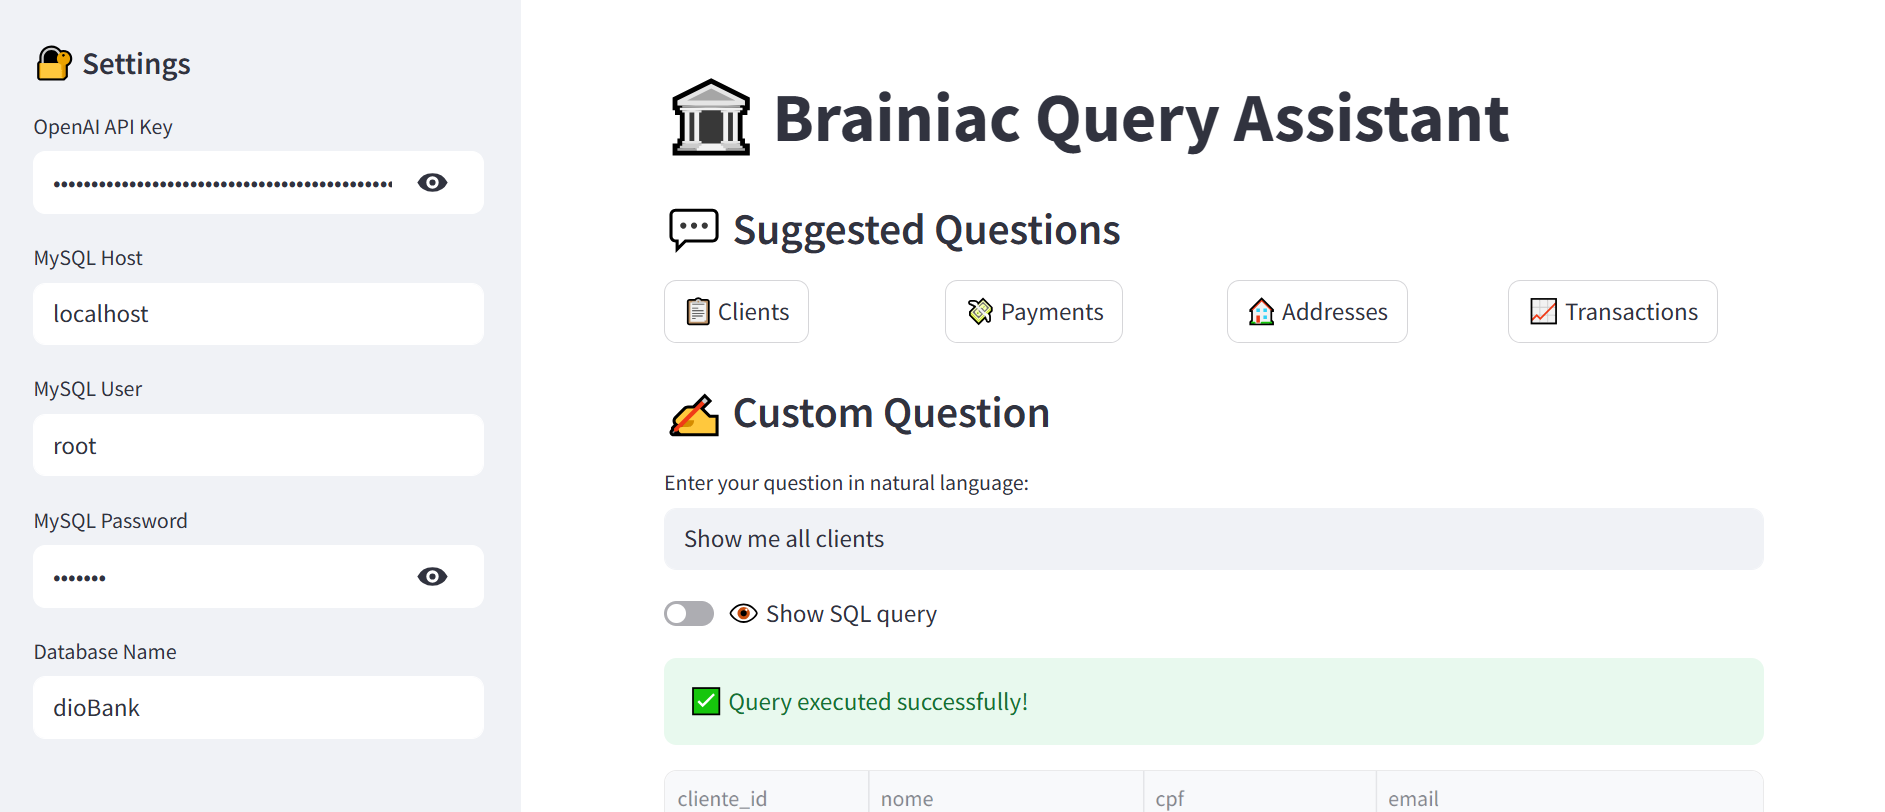 Settings
OpenAI API Key
MySQL Host
localhost
MySQL User
root
MySQL Password
Database Name
dioBank
Brainiac Query Assistant
Suggested Questions
Clients
Payments
Addresses
Transactions
Custom Question
Enter your question in natural language:
Show me all clients
Show SQL query
Query executed successfully!
cliente_id nome cpf email